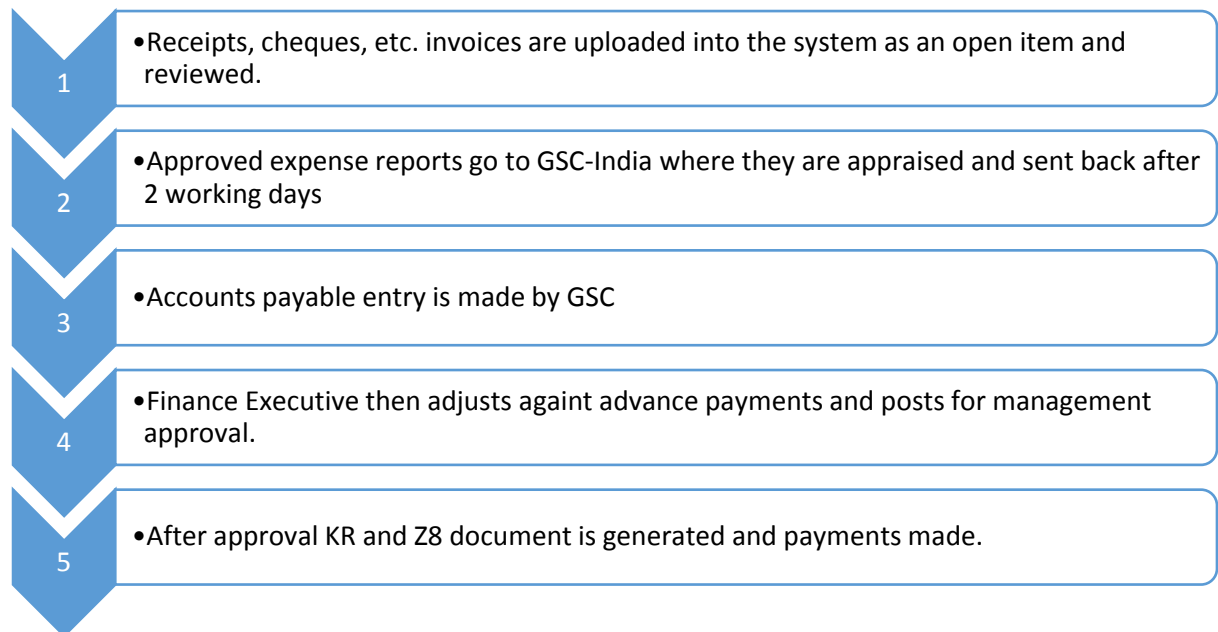 1
•Receipts, cheques, etc. invoices are uploaded into the system as an open item and
reviewed.
2
•Approved expense reports go to GSC-India where they are appraised and sent back after
2 working days
3
•Accounts payable entry is made by GSC
4
•Finance Executive then adjusts againt advance payments and posts for management
approval.
5
•After approval KR and Z8 document is generated and payments made.